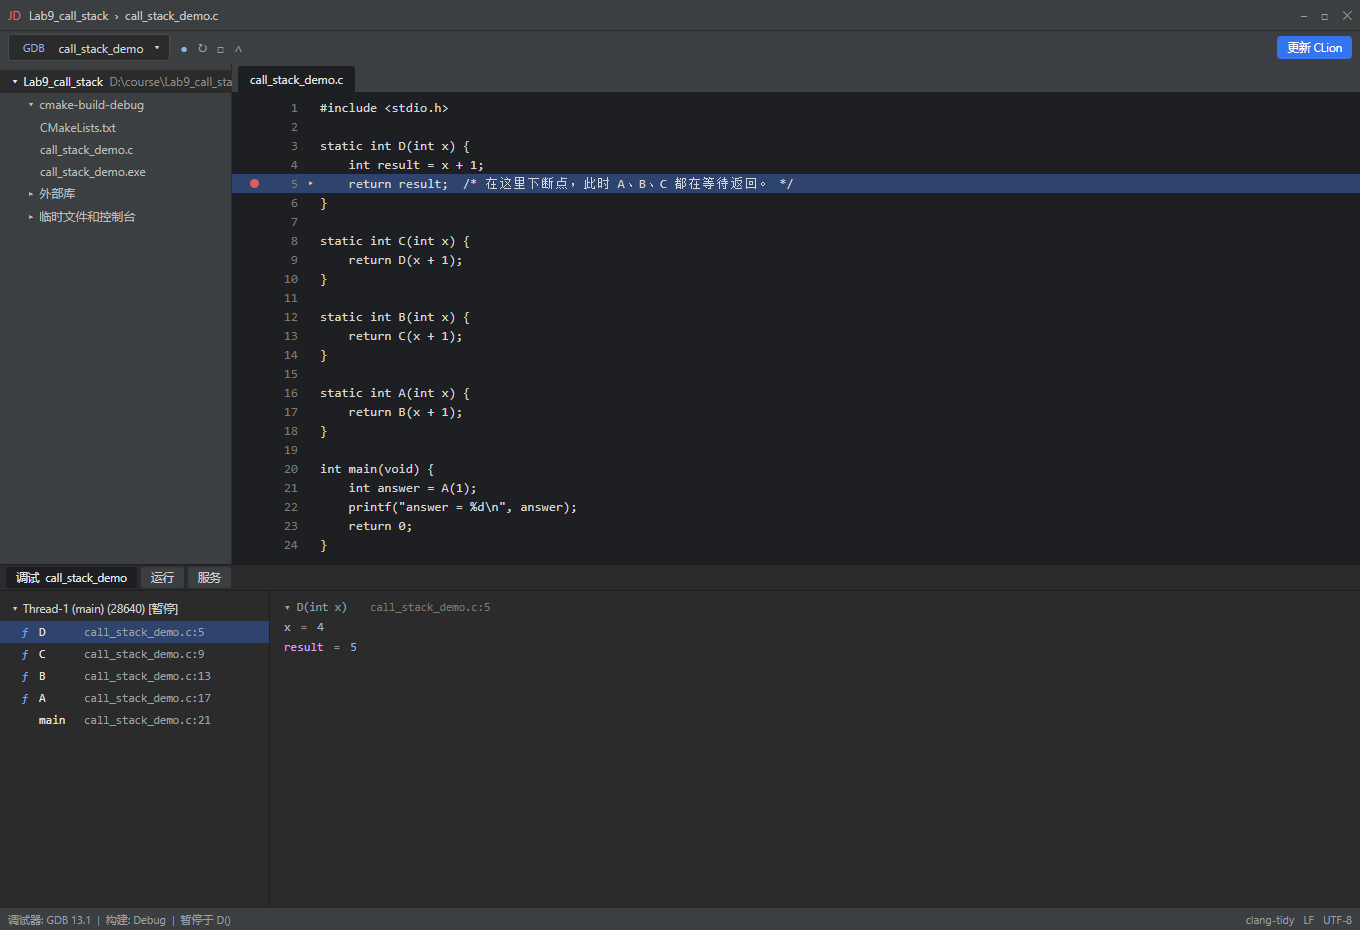 JD Lab9_call_stack › call_stack_demo.c
GDB call_stack_demo
更新 CLion
Lab9_call_stack D:\course\Lab9_call_sta
cmake-build-debug
CMakeLists.txt
call_stack_demo.c
call_stack_demo.exe
外部库
临时文件和控制台
call_stack_demo.c
1 #include <stdio.h>
2
3 static int D(int x) {
4     int result = x + 1;
5     return result;  /* 在这里下断点，此时 A、B、C 都在等待返回。 */
6 }
7
8 static int C(int x) {
9     return D(x + 1);
10 }
11
12 static int B(int x) {
13     return C(x + 1);
14 }
15
16 static int A(int x) {
17     return B(x + 1);
18 }
19
20 int main(void) {
21     int answer = A(1);
22     printf("answer = %d\n", answer);
23     return 0;
24 }
调试 call_stack_demo 运行 服务
Thread-1 (main) (28640) [暂停]
ƒ D call_stack_demo.c:5
ƒ C call_stack_demo.c:9
ƒ B call_stack_demo.c:13
ƒ A call_stack_demo.c:17
main call_stack_demo.c:21
D(int x) call_stack_demo.c:5
x = 4
result = 5
调试器: GDB 13.1 | 构建: Debug | 暂停于 D()
clang-tidy LF UTF-8